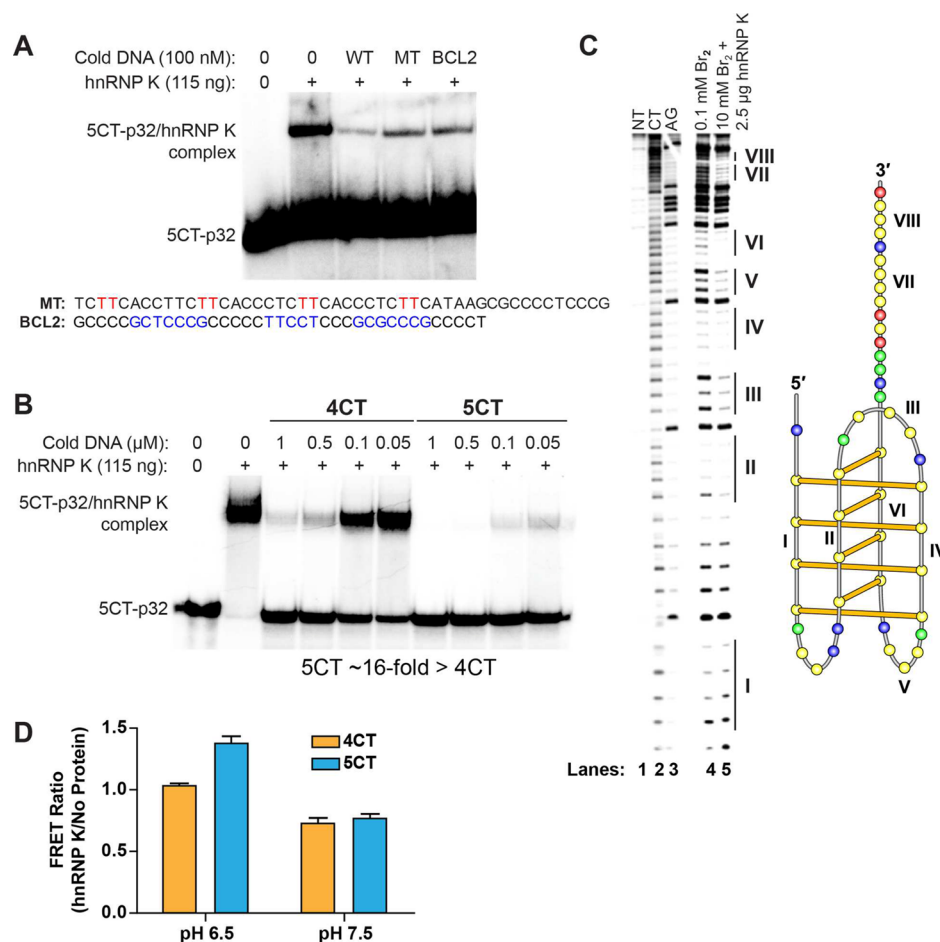 A
Cold DNA (100 nM): 0 0 WT MT BCL2
hnRNP K (115 ng): 0 + + + +
5CT-p32/hnRNP K
complex
5CT-p32
MT: TCTTCACCTTCTTCACCCTCTTCACCCTCTTCATAAGCGCCCCTCCCG
BCL2: GCCCCGCTCCCGCCCCCTTCCTCCCGCGCCCGCCCCT
B
4CT 5CT
Cold DNA (µM): 0 0 1 0.5 0.1 0.05 1 0.5 0.1 0.05
hnRNP K (115 ng): 0 + + + + + + + + +
5CT-p32/hnRNP K
complex
5CT-p32
5CT ~16-fold > 4CT
C
NT
CT
AG
0.1 mM Br₂
10 mM Br₂ +
2.5 µg hnRNP K
VIII
VII
VI
V
IV
III
II
I
Lanes: 1 2 3 4 5
3′
VIII
VII
5′
III
VI
I II IV
V
D
FRET Ratio
(hnRNP K/No Protein)
1.5
1.0
0.5
0.0
4CT
5CT
pH 6.5 pH 7.5